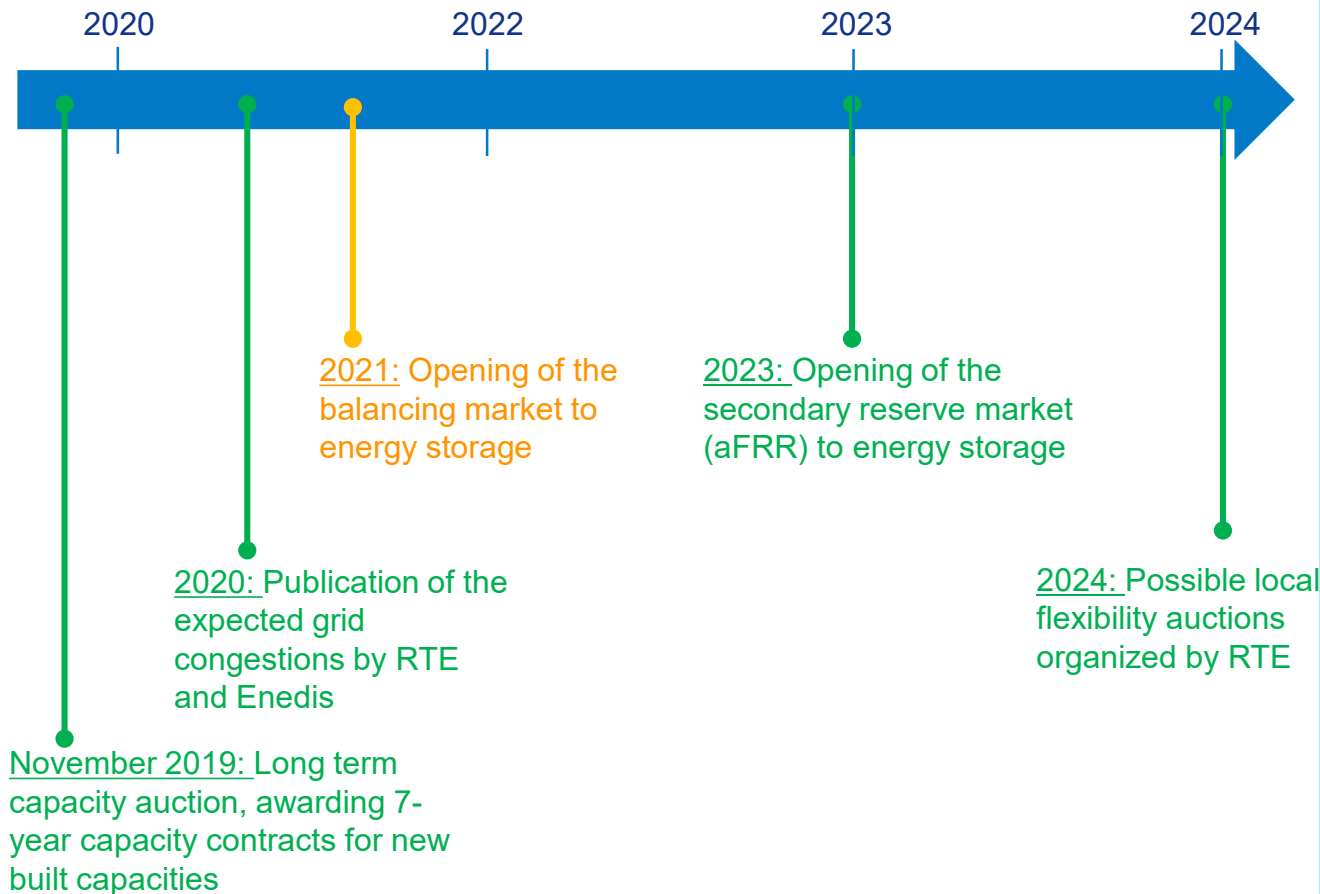 2020
2022
2023
2024
2021: Opening of the
balancing market to
energy storage
2023: Opening of the
secondary reserve market
(aFRR) to energy storage
2020: Publication of the
expected grid
congestions by RTE
and Enedis
2024: Possible local
flexibility auctions
organized by RTE
November 2019: Long term
capacity auction, awarding 7-
year capacity contracts for new
built capacities